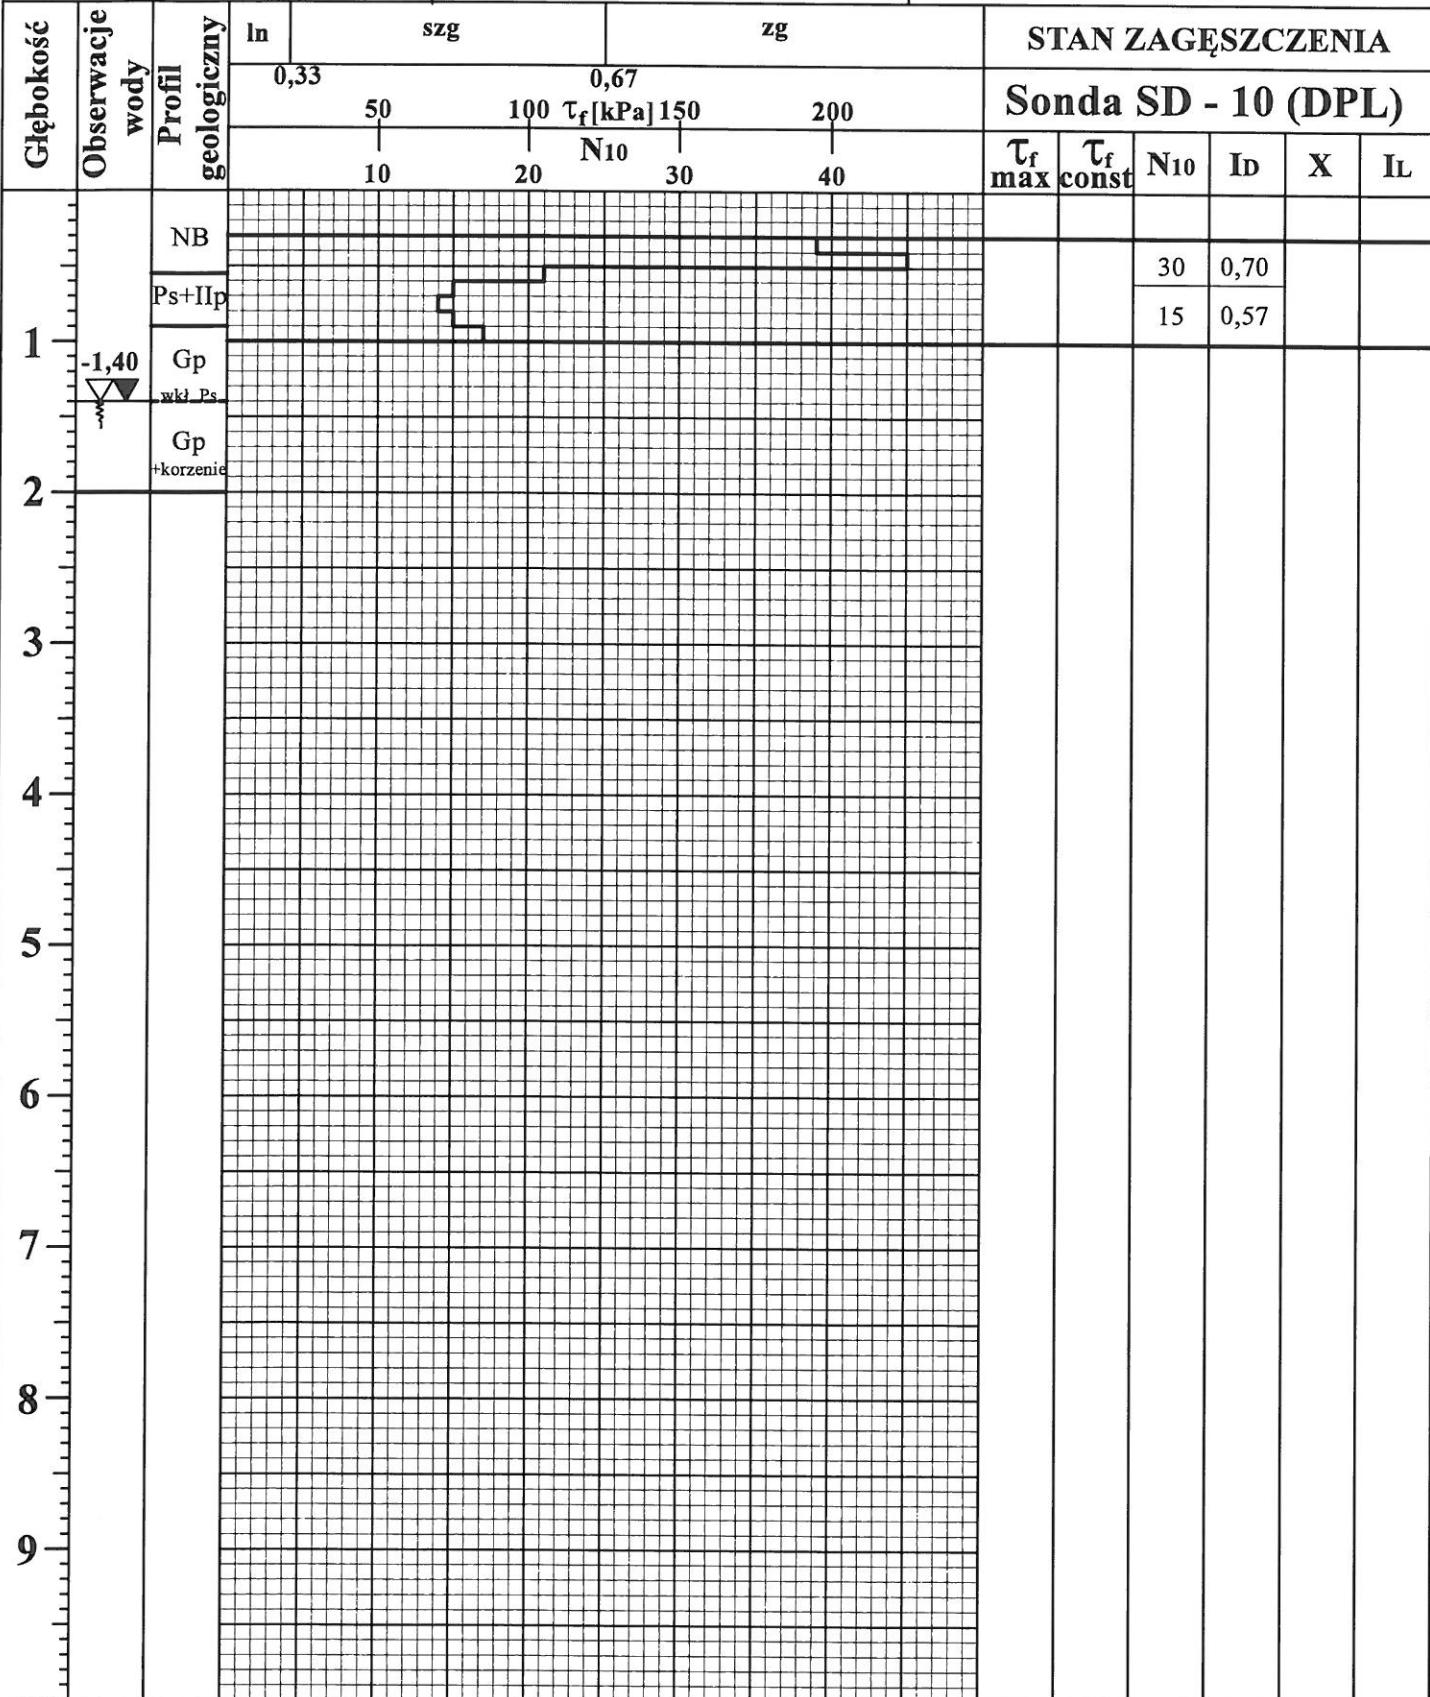 Głębokość
Obserwacje
wody
Profil
geologiczny
ln szg zg
0,33 0,67
50 100 τf[kPa] 150 200
N10
10 20 30 40
STAN ZAGĘSZCZENIA
Sonda SD - 10 (DPL)
τf max τf const N10 ID X IL
NB
30 0,70
Ps+IIp
15 0,57
1
Gp
-1,40
wkł. Ps
Gp
+korzenie
2
3
4
5
6
7
8
9